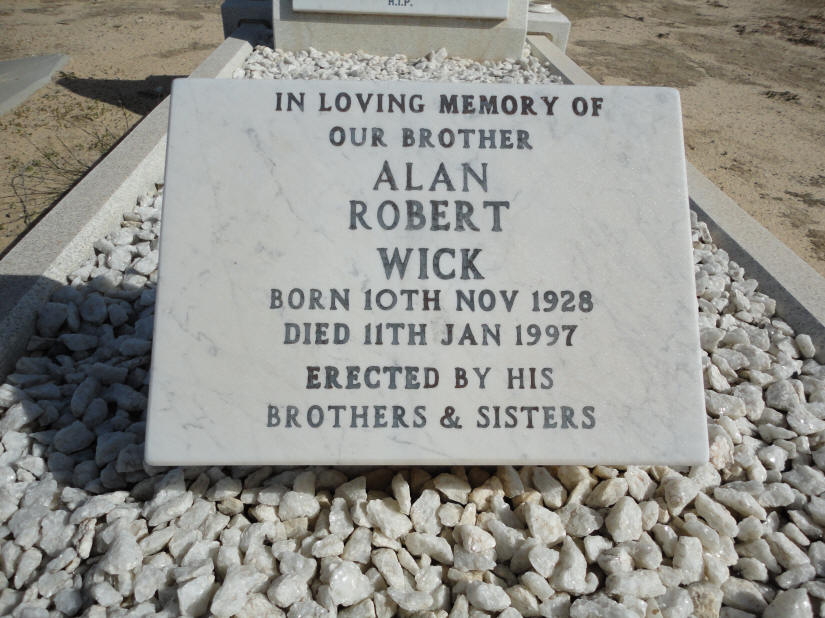 R.I.P.
IN LOVING MEMORY OF
OUR BROTHER
ALAN
ROBERT
WICK
BORN 10TH NOV 1928
DIED 11TH JAN 1997
ERECTED BY HIS
BROTHERS & SISTERS